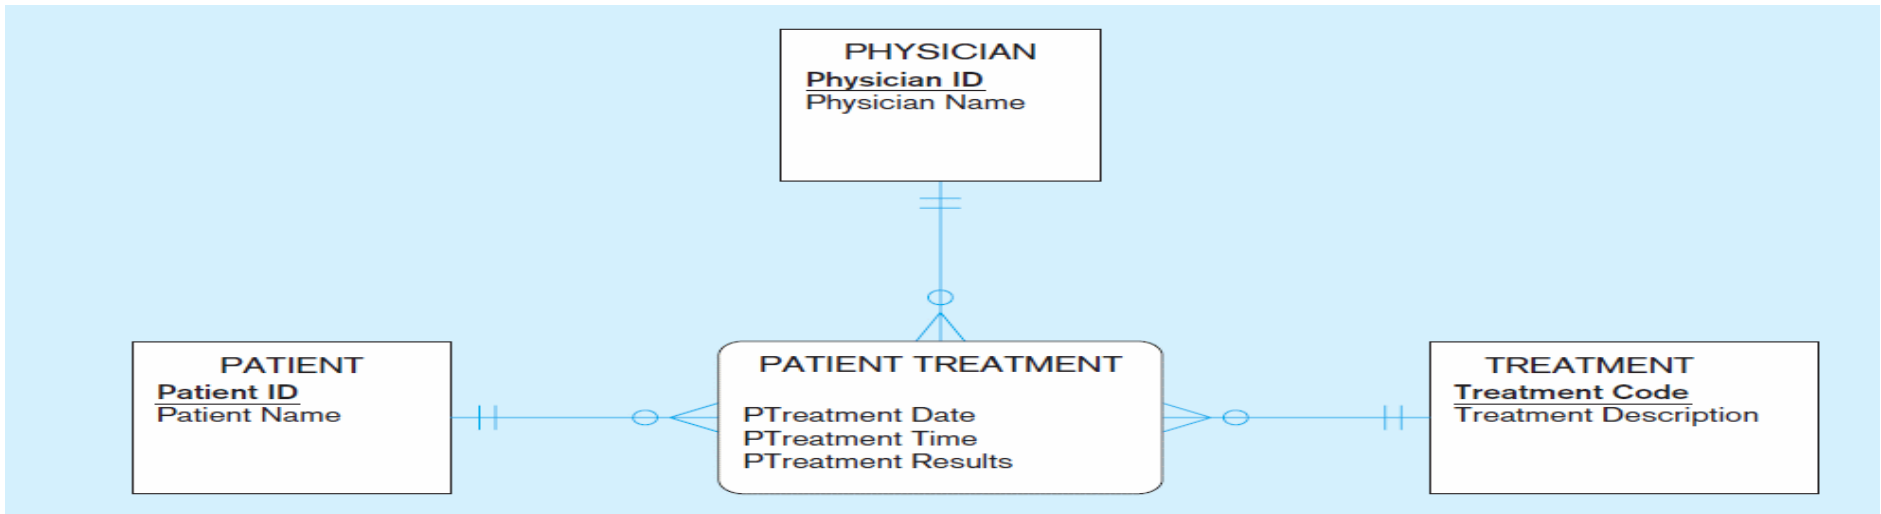 PHYSICIAN
Physician ID
Physician Name
PATIENT
Patient ID
Patient Name
PATIENT TREATMENT
PTreatment Date
PTreatment Time
PTreatment Results
TREATMENT
Treatment Code
Treatment Description